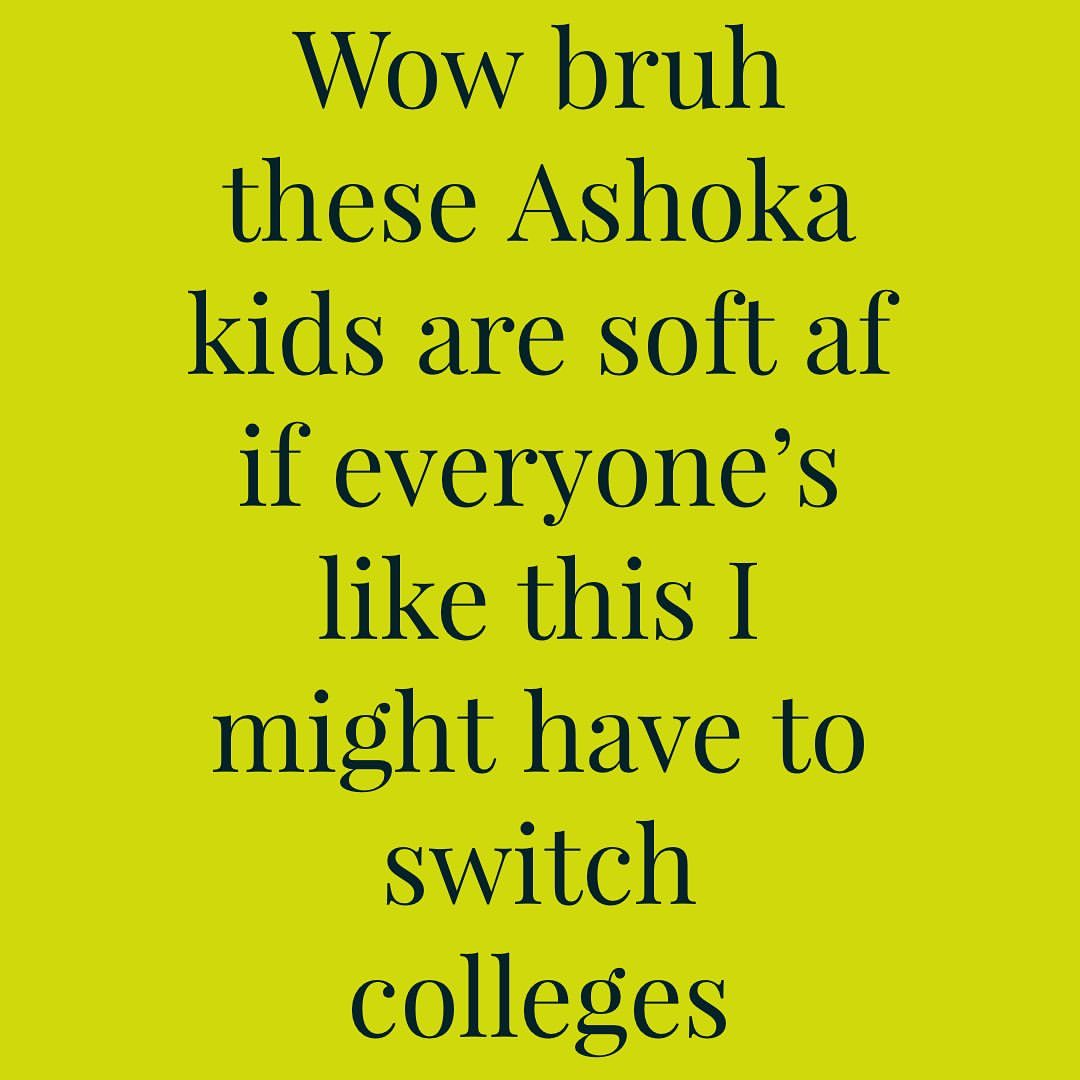 Wow bruh
these Ashoka
kids are soft af
if everyone’s
like this I
might have to
switch
colleges